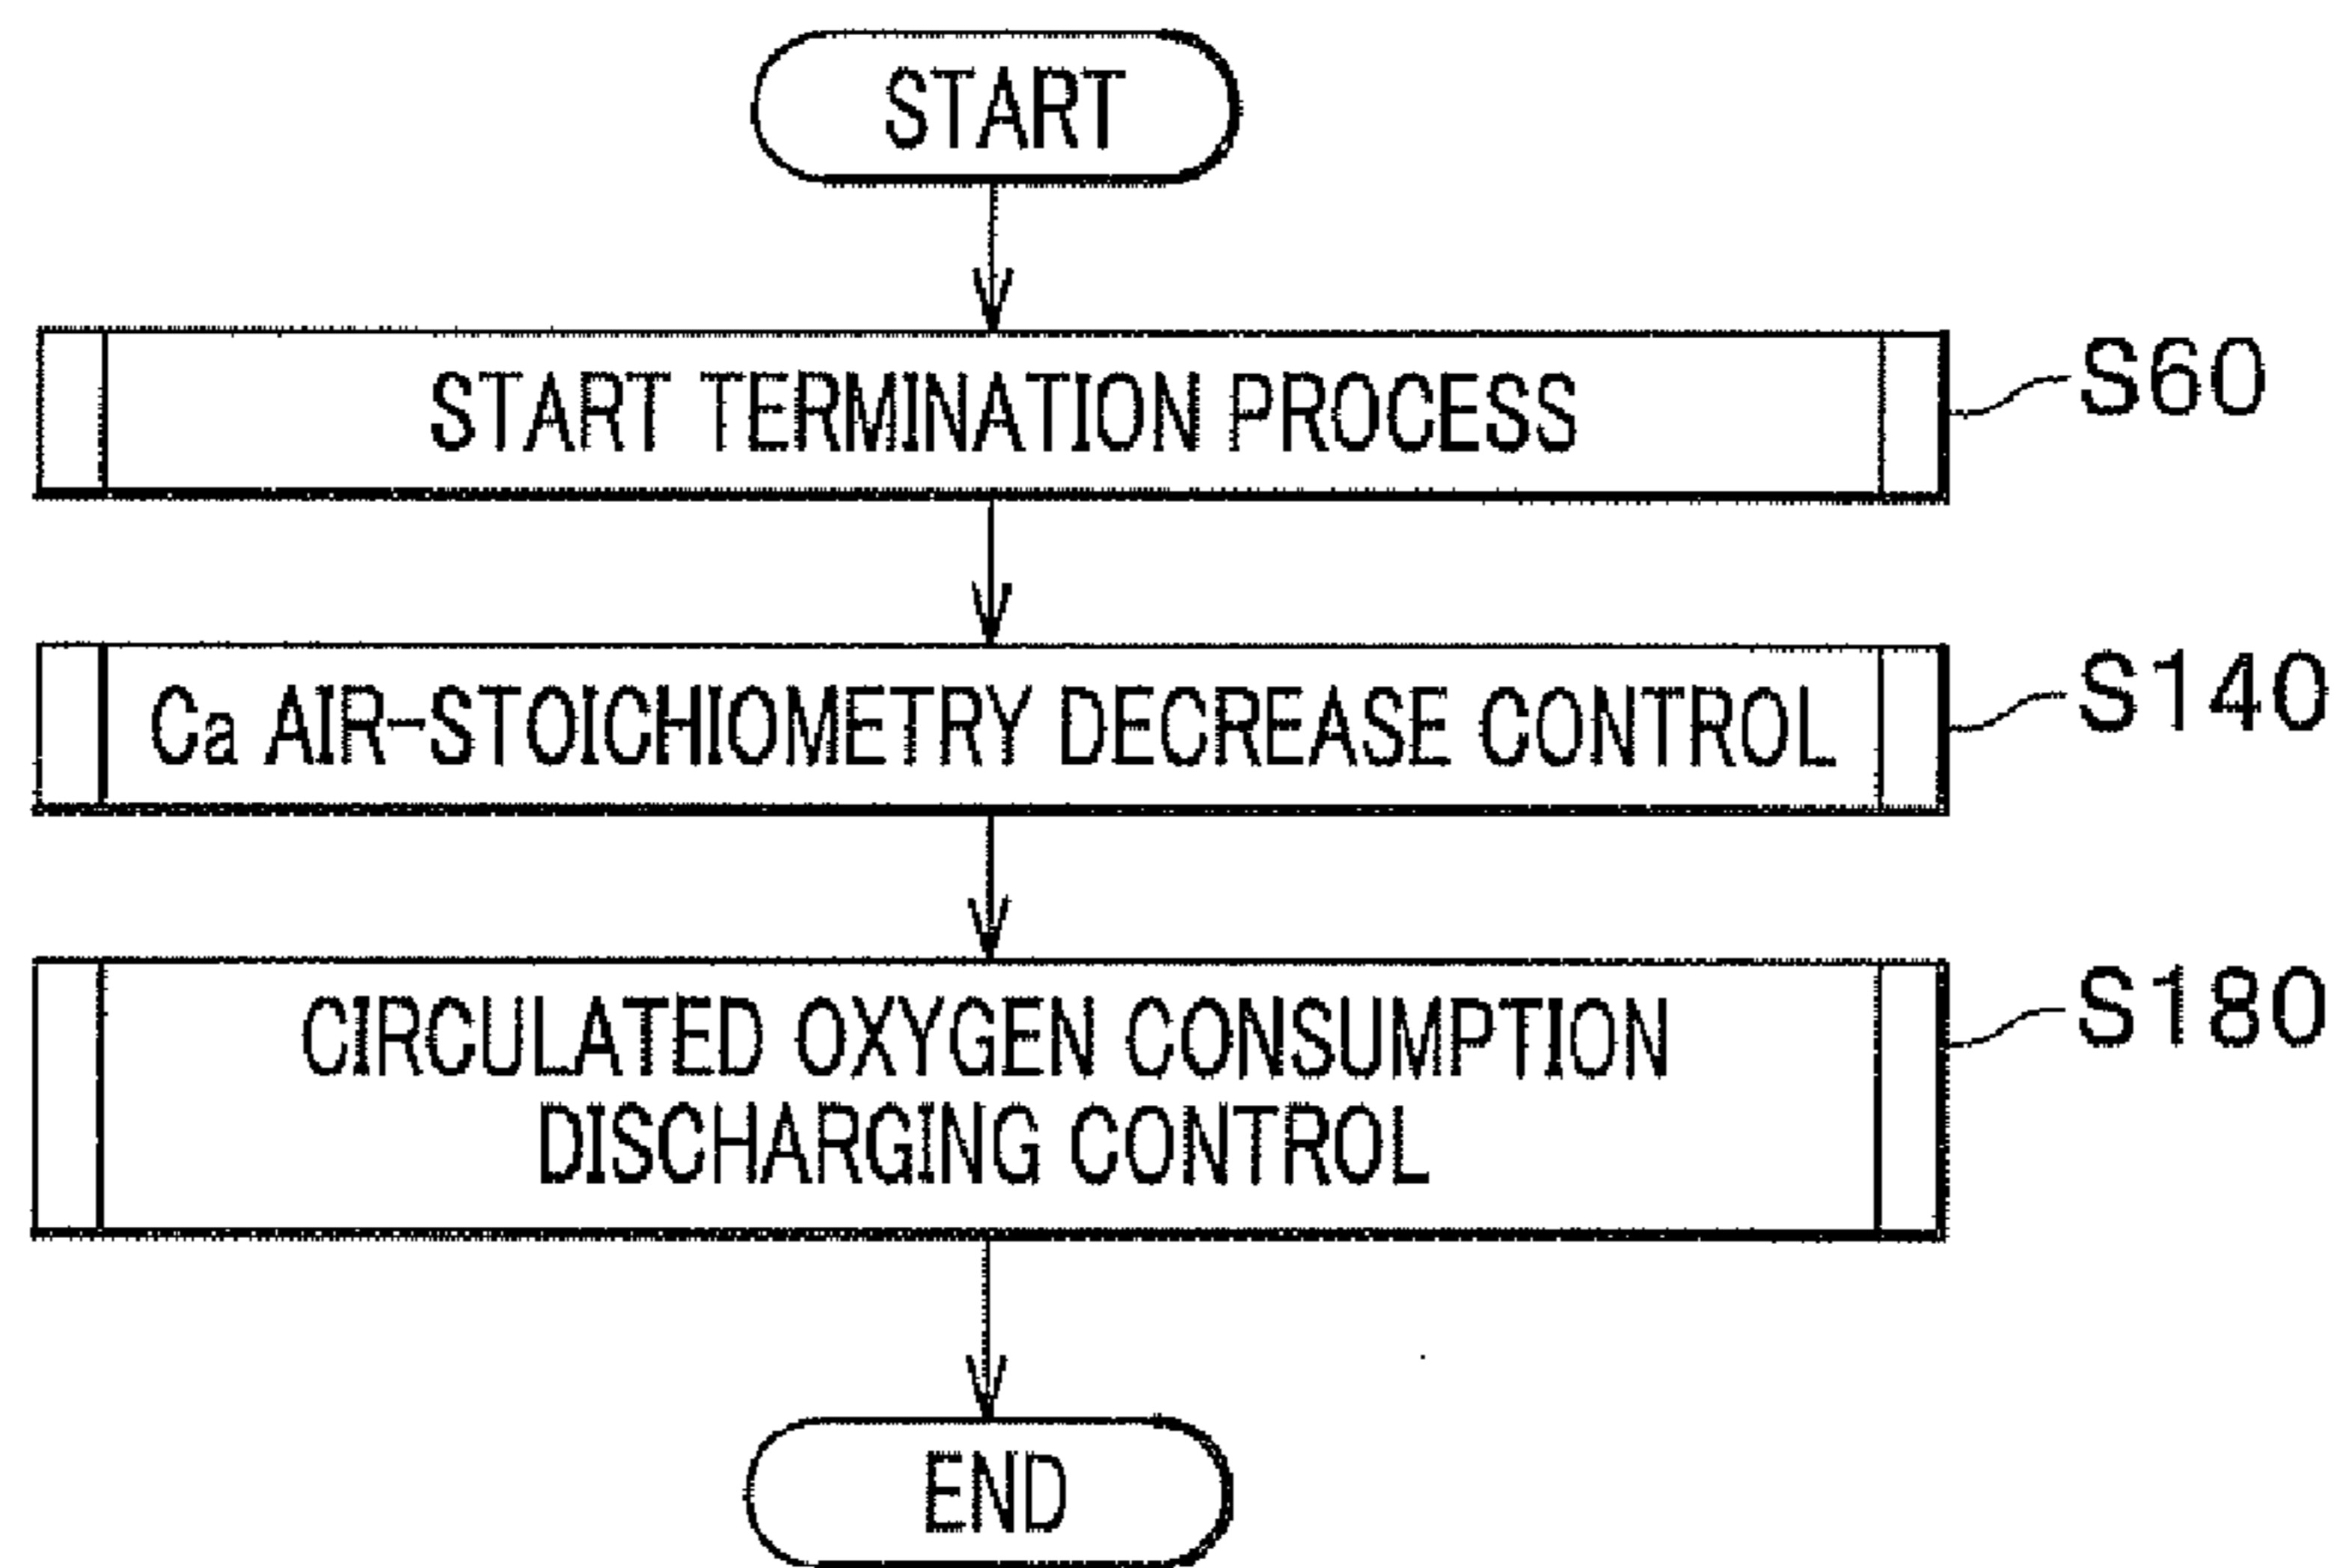 START
START TERMINATION PROCESS
S60
Ca AIR-STOICHIOMETRY DECREASE CONTROL
S140
CIRCULATED OXYGEN CONSUMPTION
DISCHARGING CONTROL
S180
END